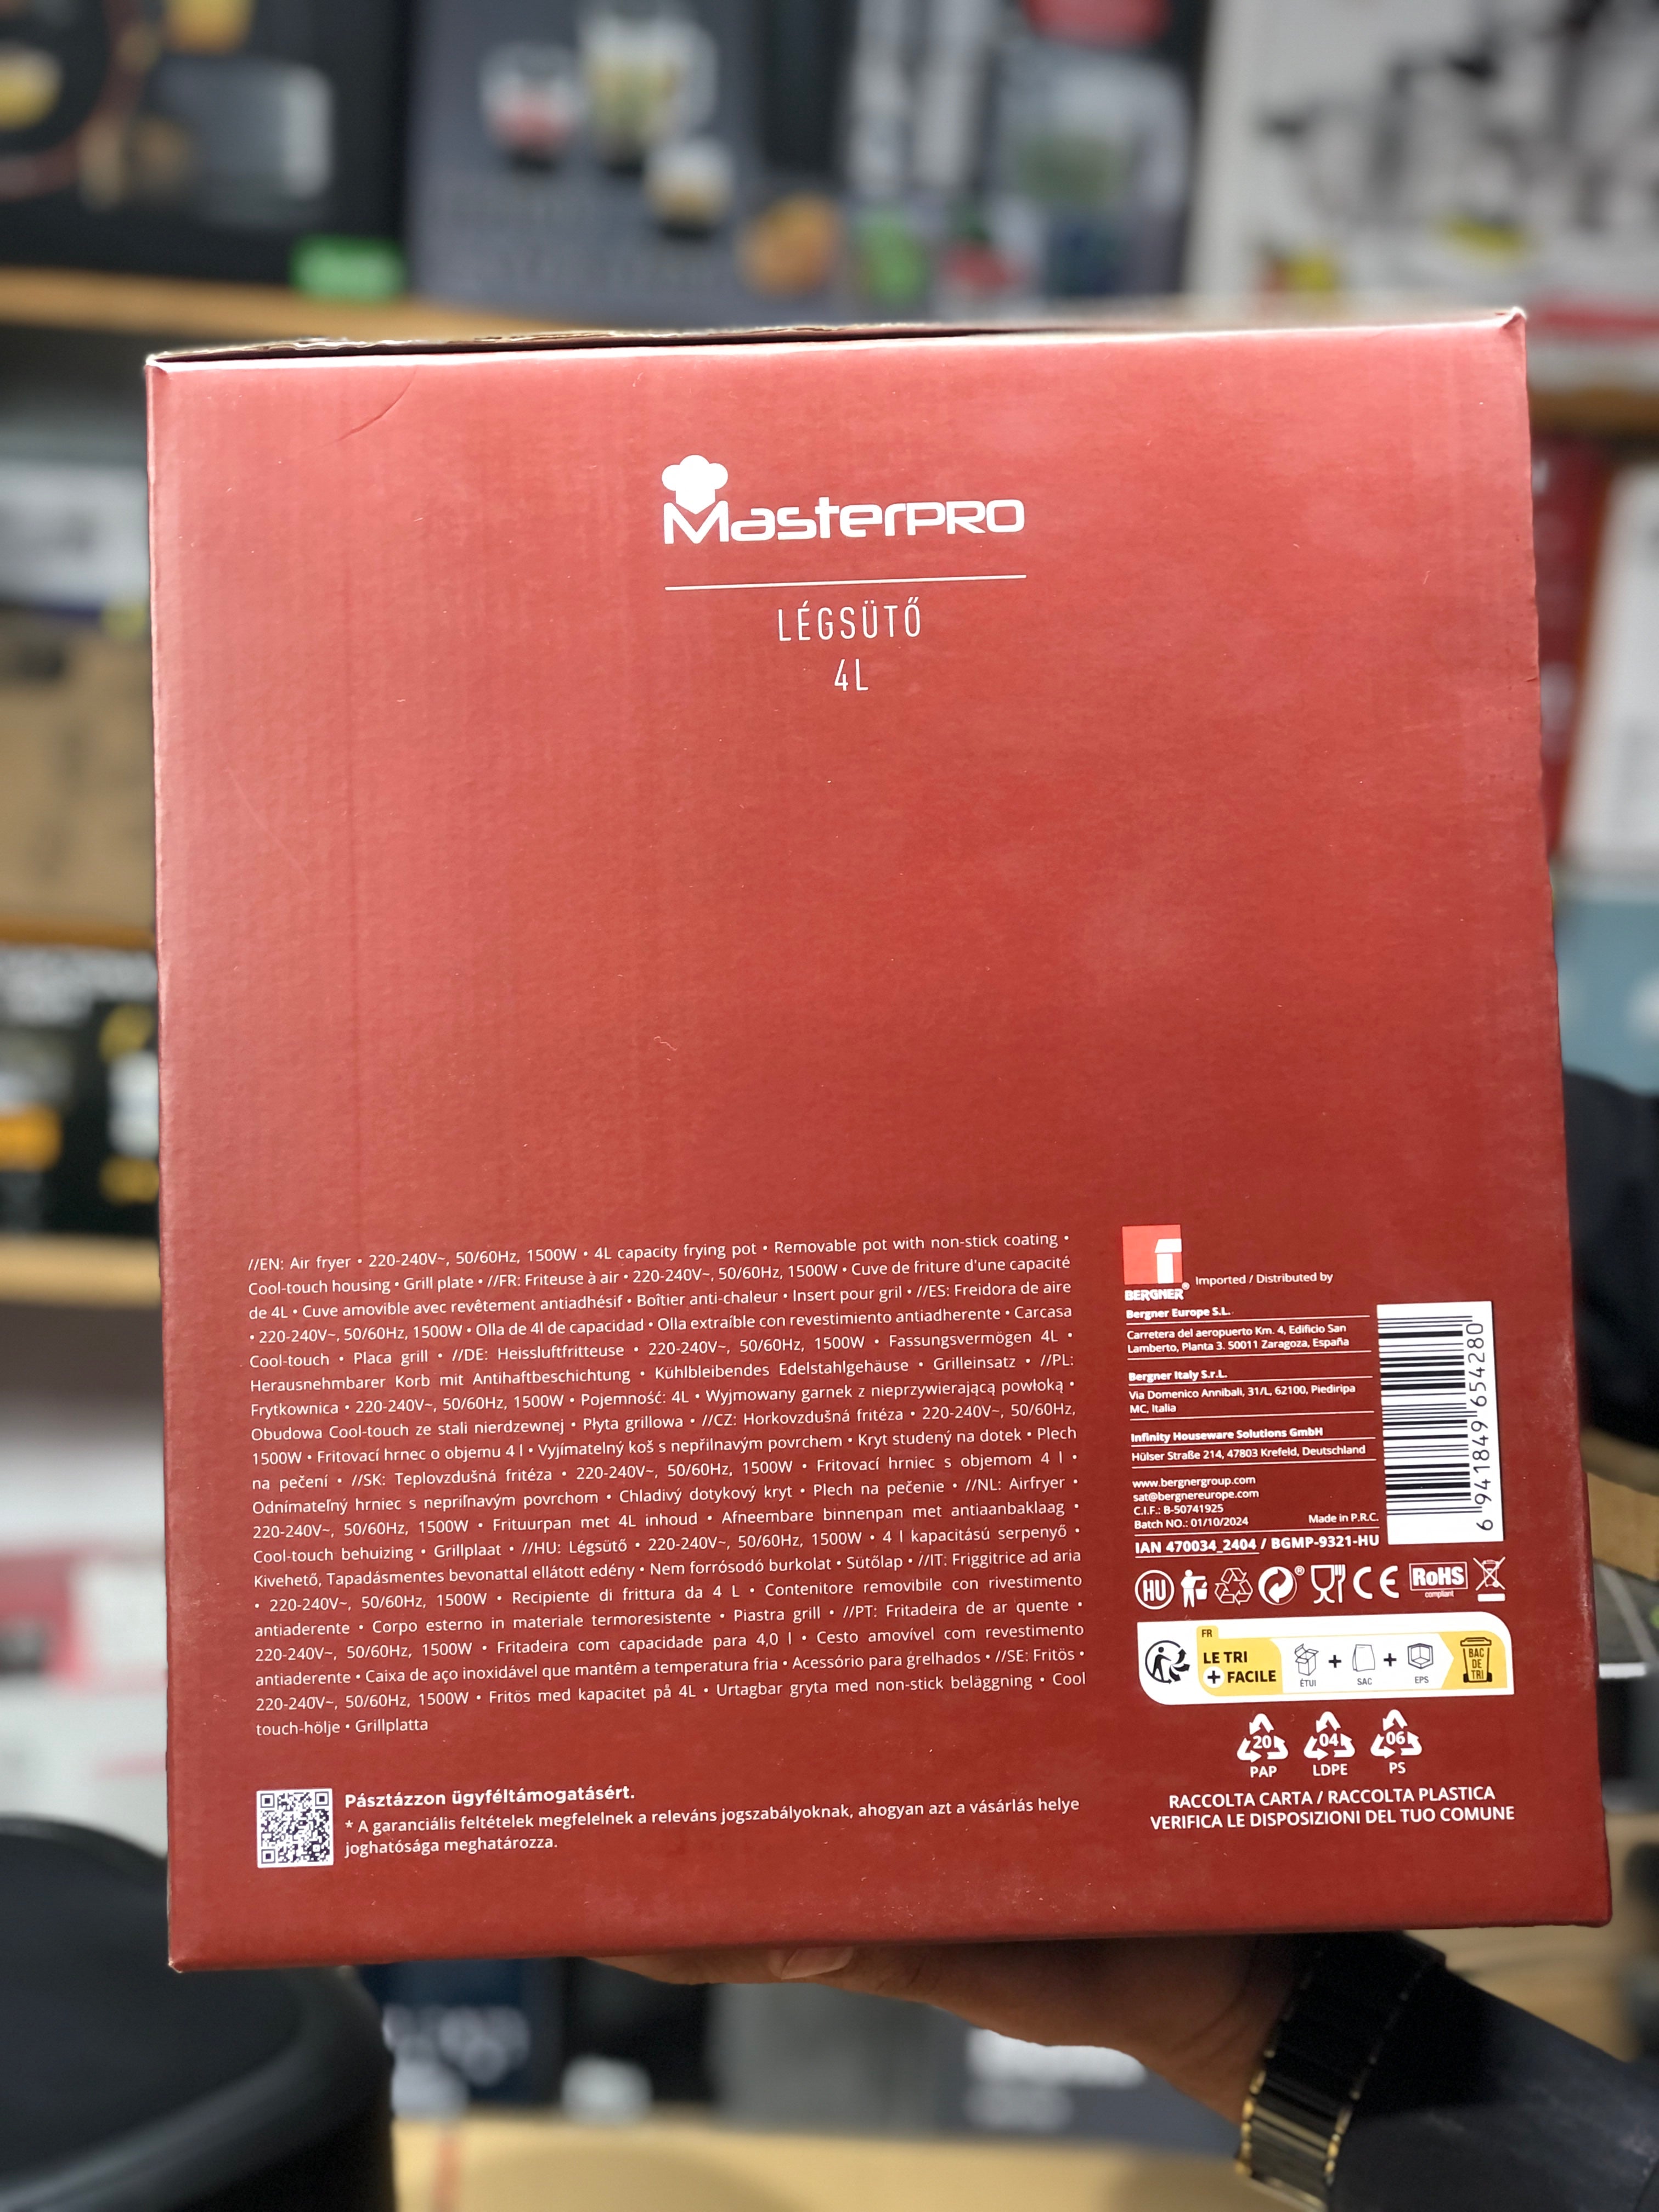 MasterPRO
LÉGSÜTŐ
4L
//EN: Air fryer • 220-240V~, 50/60Hz, 1500W • 4L capacity frying pot • Removable pot with non-stick coating •
Cool-touch housing • Grill plate • //FR: Friteuse à air • 220-240V~, 50/60Hz, 1500W • Cuve de friture d'une capacité
de 4L • Cuve amovible avec revêtement antiadhésif • Boîtier anti-chaleur • Insert pour gril • //ES: Freidora de aire
• 220-240V~, 50/60Hz, 1500W • Olla de 4l de capacidad • Olla extraíble con revestimiento antiadherente • Carcasa
Cool-touch • Placa grill • //DE: Heissluftfritteuse • 220-240V~, 50/60Hz, 1500W • Fassungsvermögen 4L •
Herausnehmbarer Korb mit Antihaftbeschichtung • Kühlbleibendes Edelstahlgehäuse • Grilleinsatz • //PL:
Frytkownica • 220-240V~, 50/60Hz, 1500W • Pojemność: 4L • Wyjmowany garnek z nieprzywierającą powłoką •
Obudowa Cool-touch ze stali nierdzewnej • Płyta grillowa • //CZ: Horkovzdušná fritéza • 220-240V~, 50/60Hz,
1500W • Fritovací hrnec o objemu 4 l • Vyjímatelný koš s nepřilnavým povrchem • Kryt studený na dotek • Plech
na pečení • //SK: Teplovzdušná fritéza • 220-240V~, 50/60Hz, 1500W • Fritovací hrniec s objemom 4 l •
Odnímateľný hrniec s nepriľnavým povrchom • Chladivý dotykový kryt • Plech na pečenie • //NL: Airfryer •
220-240V~, 50/60Hz, 1500W • Frituurpan met 4L inhoud • Afneembare binnenpan met antiaanbaklaag •
Cool-touch behuizing • Grillplaat • //HU: Légsütő • 220-240V~, 50/60Hz, 1500W • 4 l kapacitású serpenyő •
Kivehető, Tapadásmentes bevonattal ellátott edény • Nem forrósodó burkolat • Sütőlap • //IT: Friggitrice ad aria
• 220-240V~, 50/60Hz, 1500W • Recipiente di frittura da 4 L • Contenitore removibile con rivestimento
antiaderente • Corpo esterno in materiale termoresistente • Piastra grill • //PT: Fritadeira de ar quente •
220-240V~, 50/60Hz, 1500W • Fritadeira com capacidade para 4,0 l • Cesto amovível com revestimento
antiaderente • Caixa de aço inoxidável que mantêm a temperatura fria • Acessório para grelhados • //SE: Fritös •
220-240V~, 50/60Hz, 1500W • Fritös med kapacitet på 4L • Urtagbar gryta med non-stick beläggning • Cool
touch-hölje • Grillplatta
Pásztázzon ügyféltámogatásért.
* A garanciális feltételek megfelelnek a releváns jogszabályoknak, ahogyan azt a vásárlás helye
joghatósága meghatározza.
BERGNER® Imported / Distributed by
Bergner Europe S.L.
Carretera del aeropuerto Km. 4, Edificio San
Lamberto, Planta 3. 50011 Zaragoza, España
Bergner Italy S.r.L.
Via Domenico Annibali, 31/L, 62100, Piediripa
MC, Italia
Infinity Houseware Solutions GmbH
Hülser Straße 214, 47803 Krefeld, Deutschland
www.bergnergroup.com
sat@bergnereurope.com
C.I.F.: B-50741925
Batch NO.: 01/10/2024 Made in P.R.C.
IAN 470034_2404 / BGMP-9321-HU
6 941849 654280
HU ® CE RoHS
compliant
FR
LE TRI
+ FACILE
ÉTUI + SAC + EPS
BAC
DE
TRI
20 04 06
PAP LDPE PS
RACCOLTA CARTA / RACCOLTA PLASTICA
VERIFICA LE DISPOSIZIONI DEL TUO COMUNE